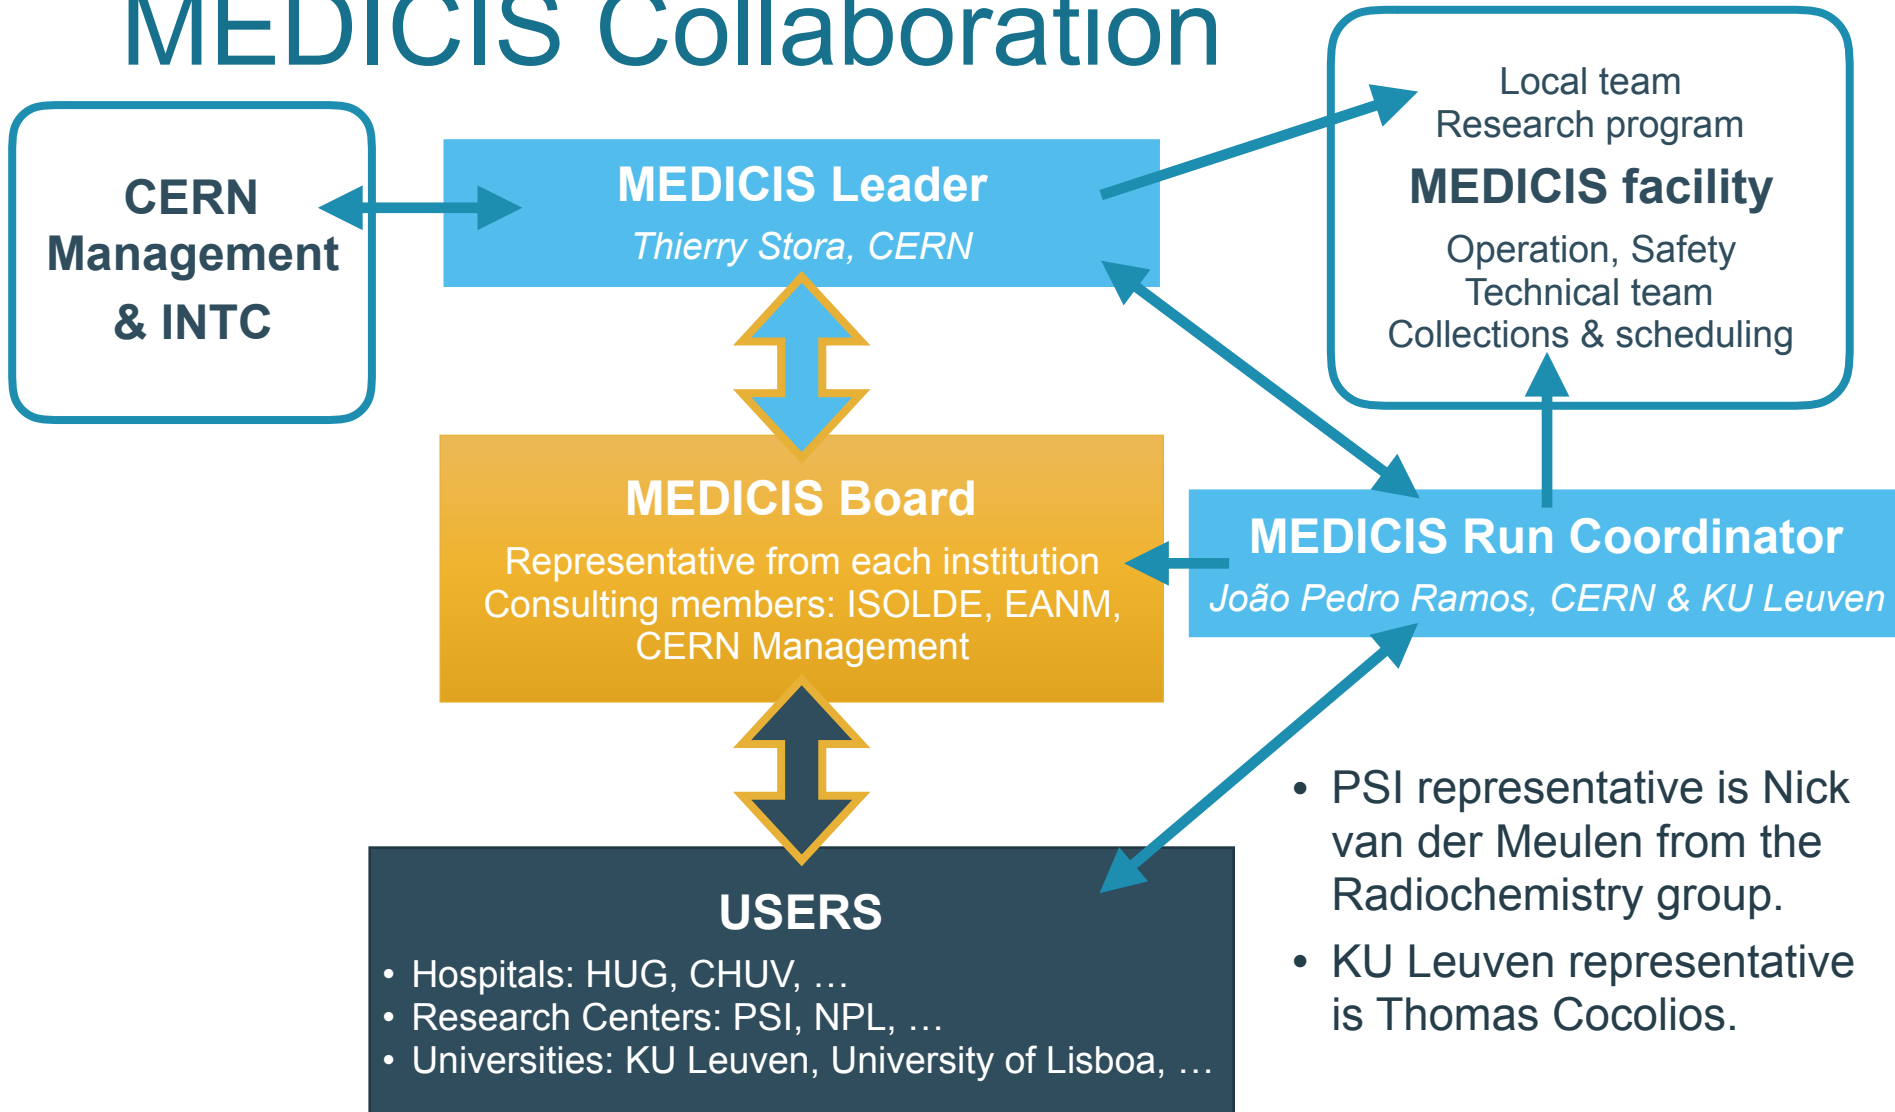 MEDICIS Collaboration
CERN
Management
& INTC
MEDICIS Leader
Thierry Stora, CERN
Local team
Research program
MEDICIS facility
Operation, Safety
Technical team
Collections & scheduling
MEDICIS Board
Representative from each institution
Consulting members: ISOLDE, EANM,
CERN Management
MEDICIS Run Coordinator
João Pedro Ramos, CERN & KU Leuven
USERS
• Hospitals: HUG, CHUV, …
• Research Centers: PSI, NPL, …
• Universities: KU Leuven, University of Lisboa, …
• PSI representative is Nick
van der Meulen from the
Radiochemistry group.
• KU Leuven representative
is Thomas Cocolios.